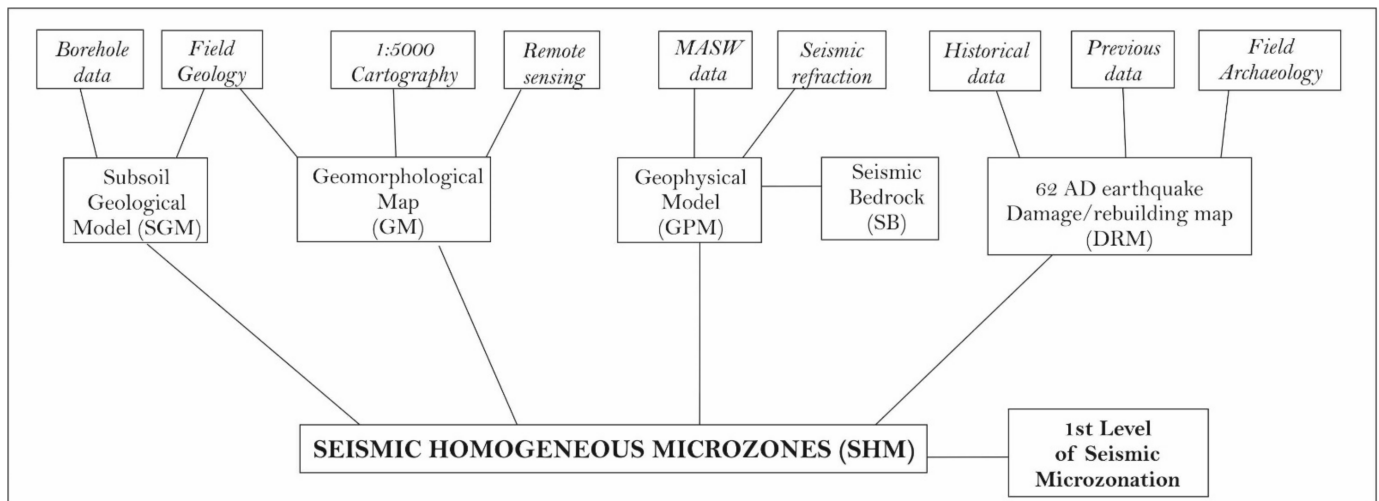 Borehole
data
Field
Geology
1:5000
Cartography
Remote
sensing
MASW
data
Seismic
refraction
Historical
data
Previous
data
Field
Archaeology
Subsoil
Geological
Model (SGM)
Geomorphological
Map
(GM)
Geophysical
Model
(GPM)
Seismic
Bedrock
(SB)
62 AD earthquake
Damage/rebuilding map
(DRM)
SEISMIC HOMOGENEOUS MICROZONES (SHM)
1st Level
of Seismic
Microzonation